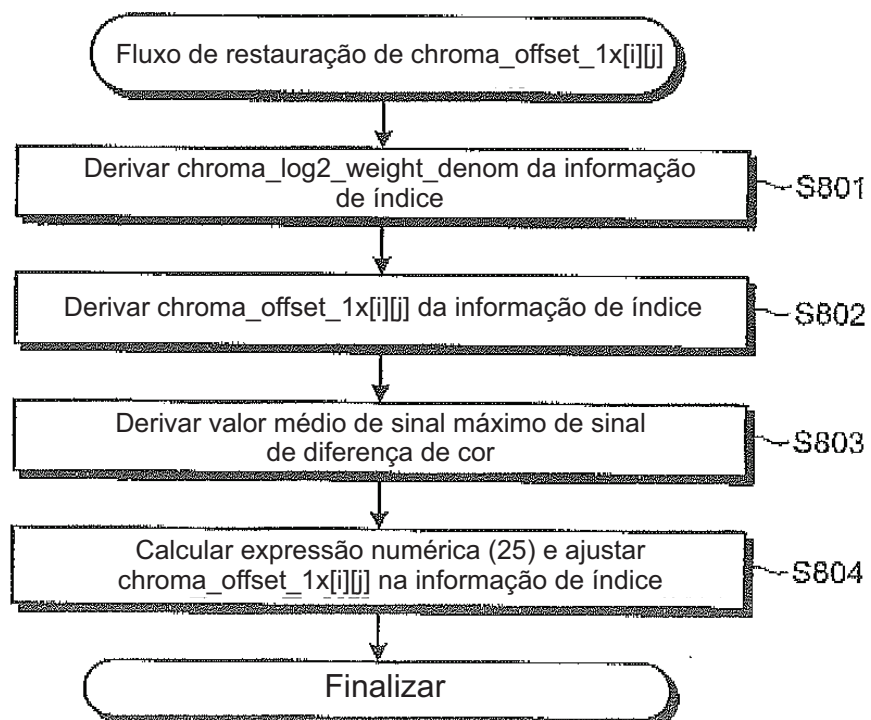 Fluxo de restauração de chroma_offset_1x[i][j]
Derivar chroma_log2_weight_denom da informação
de índice
S801
Derivar chroma_offset_1x[i][j] da informação de índice
S802
Derivar valor médio de sinal máximo de sinal
de diferença de cor
S803
Calcular expressão numérica (25) e ajustar
chroma_offset_1x[i][j] na informação de índice
S804
Finalizar